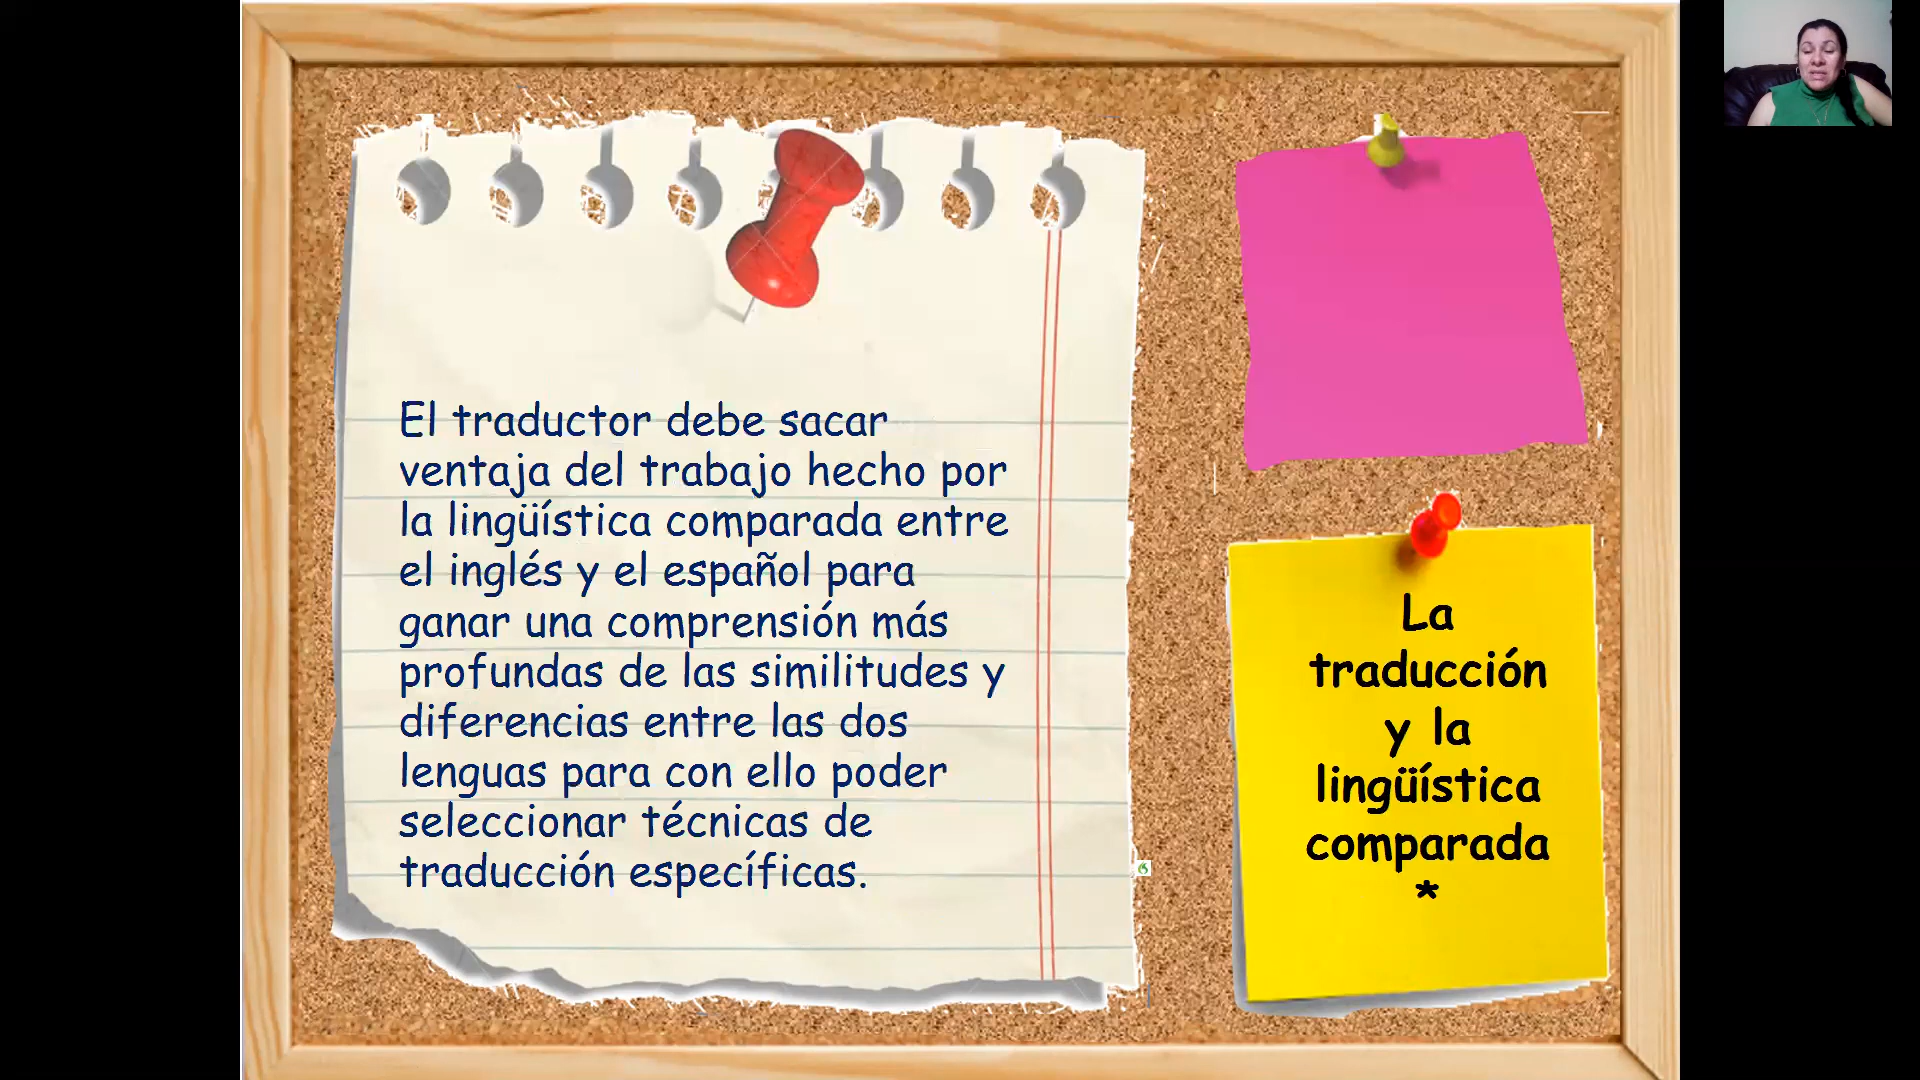 El traductor debe sacar
ventaja del trabajo hecho por
la lingüística comparada entre
el inglés y el español para
ganar una comprensión más
profundas de las similitudes y
diferencias entre las dos
lenguas para con ello poder
seleccionar técnicas de
traducción específicas.
La
traducción
y la
lingüística
comparada
*